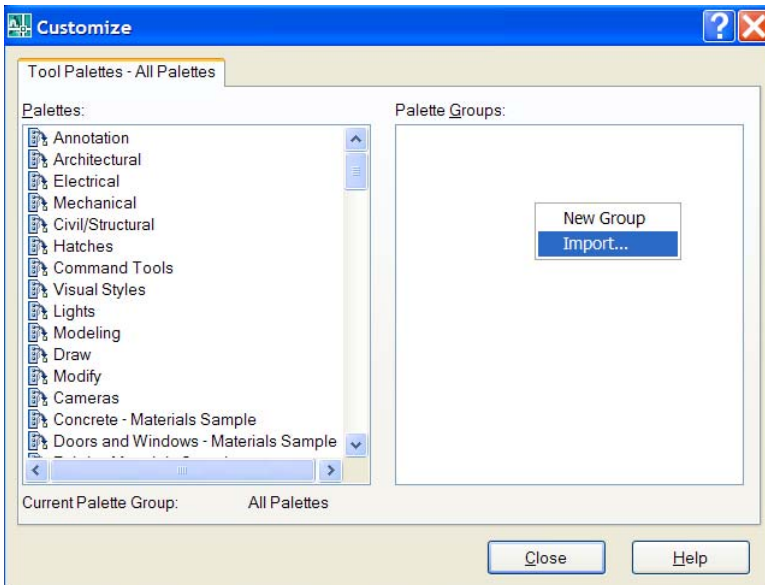 Customize
Tool Palettes - All Palettes
Palettes:
Annotation
Architectural
Electrical
Mechanical
Civil/Structural
Hatches
Command Tools
Visual Styles
Lights
Modeling
Draw
Modify
Cameras
Concrete - Materials Sample
Doors and Windows - Materials Sample
Palette Groups:
New Group
Import...
Current Palette Group: All Palettes
Close Help